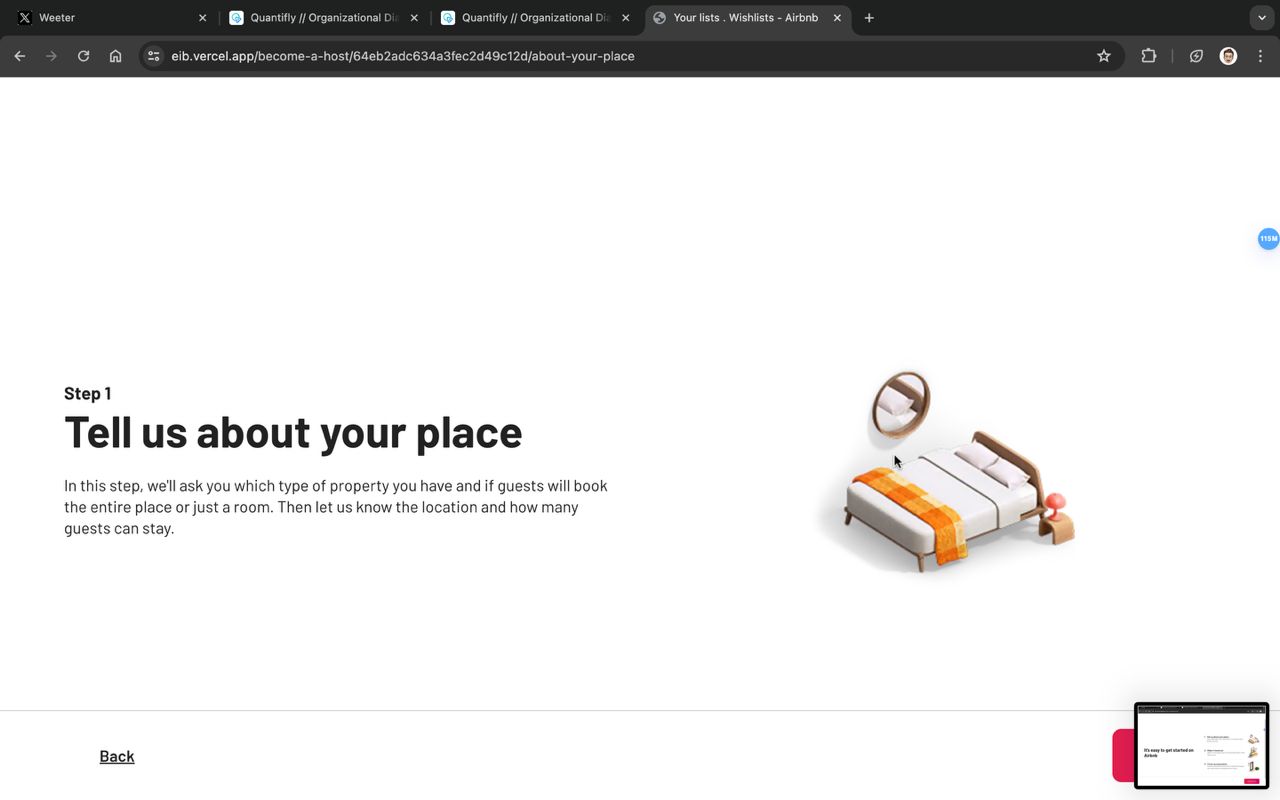 Weeter
Quantifly // Organizational Di
Quantifly // Organizational Di
Your lists . Wishlists - Airbnb
eib.vercel.app/become-a-host/64eb2adc634a3fec2d49c12d/about-your-place
115M
Step 1
Tell us about your place
In this step, we'll ask you which type of property you have and if guests will book
the entire place or just a room. Then let us know the location and how many
guests can stay.
Back
It's easy to get started on
Airbnb